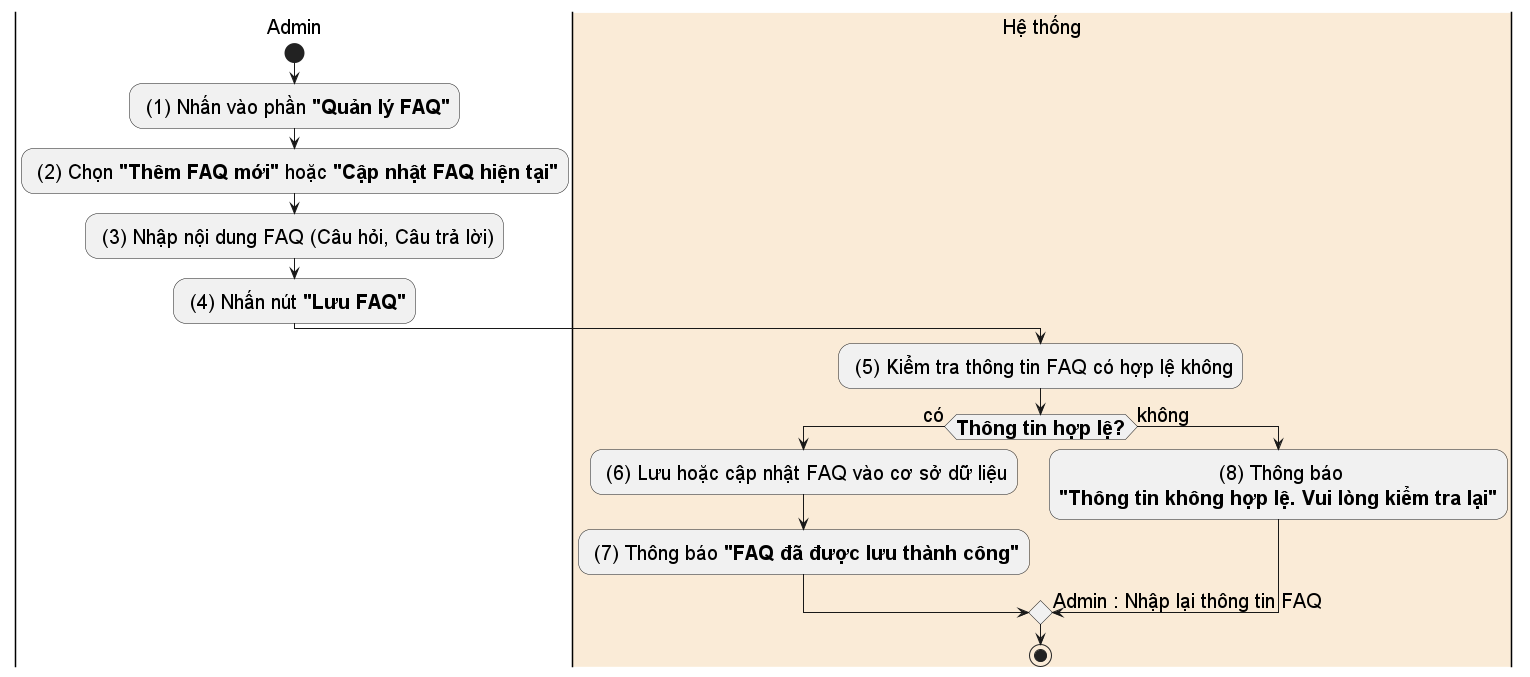 Admin
Hệ thống
(1) Nhấn vào phần "Quản lý FAQ"
(2) Chọn "Thêm FAQ mới" hoặc "Cập nhật FAQ hiện tại"
(3) Nhập nội dung FAQ (Câu hỏi, Câu trả lời)
(4) Nhấn nút "Lưu FAQ"
(5) Kiểm tra thông tin FAQ có hợp lệ không
có
Thông tin hợp lệ?
không
(6) Lưu hoặc cập nhật FAQ vào cơ sở dữ liệu
(7) Thông báo "FAQ đã được lưu thành công"
(8) Thông báo
"Thông tin không hợp lệ. Vui lòng kiểm tra lại"
Admin : Nhập lại thông tin FAQ